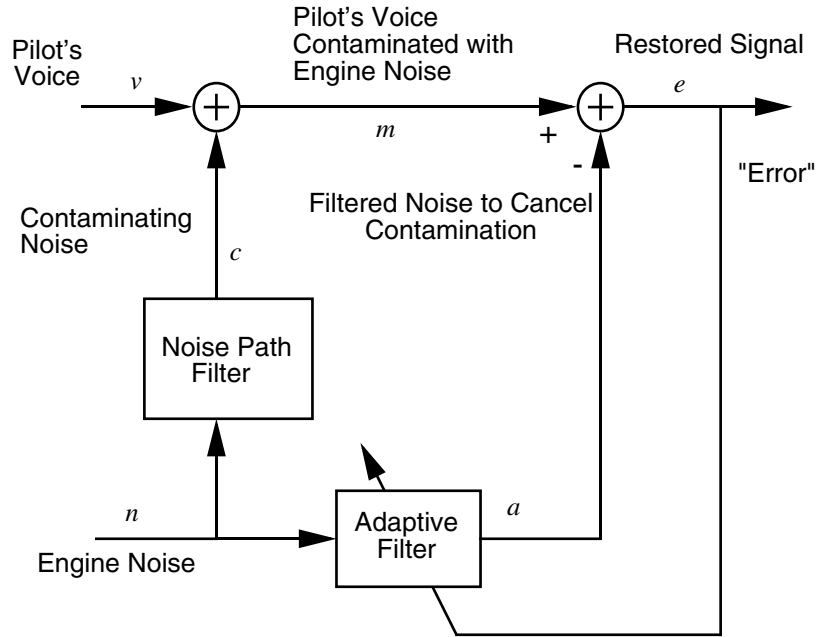 Pilot's
Voice
v
Pilot's Voice
Contaminated with
Engine Noise
m
Restored Signal
e
+
+
+
-
"Error"
Contaminating
Noise
c
Filtered Noise to Cancel
Contamination
Noise Path
Filter
n
Engine Noise
Adaptive
Filter
a